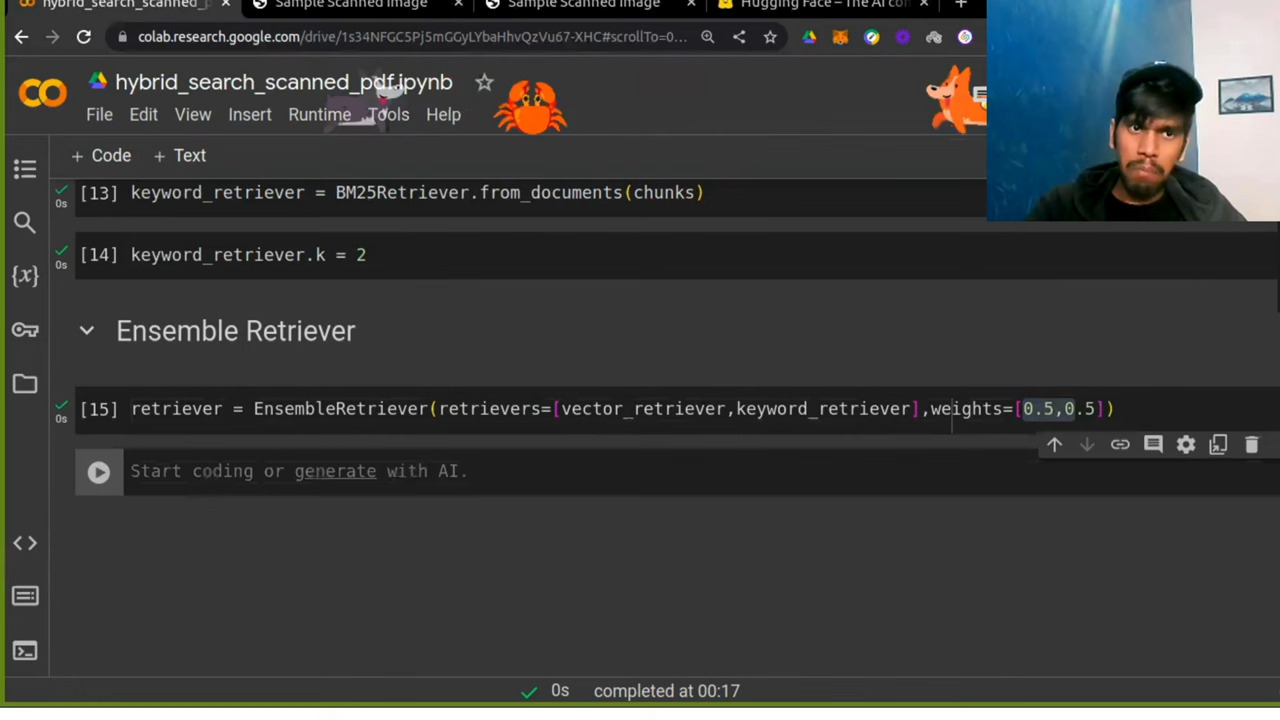 hybrid_search_scanned_p
Sample Scanned Image
Sample Scanned Image
Hugging Face – The AI con
colab.research.google.com/drive/1s34NFGC5Pj5mGGyLYbaHhvQzVu67-XHC#scrollTo=0...
hybrid_search_scanned_pdf.ipynb
File Edit View Insert Runtime Tools Help
+ Code + Text
[13] keyword_retriever = BM25Retriever.from_documents(chunks)
0s
[14] keyword_retriever.k = 2
0s
Ensemble Retriever
[15] retriever = EnsembleRetriever(retrievers=[vector_retriever,keyword_retriever],weights=[0.5,0.5])
0s
Start coding or generate with AI.
0s completed at 00:17